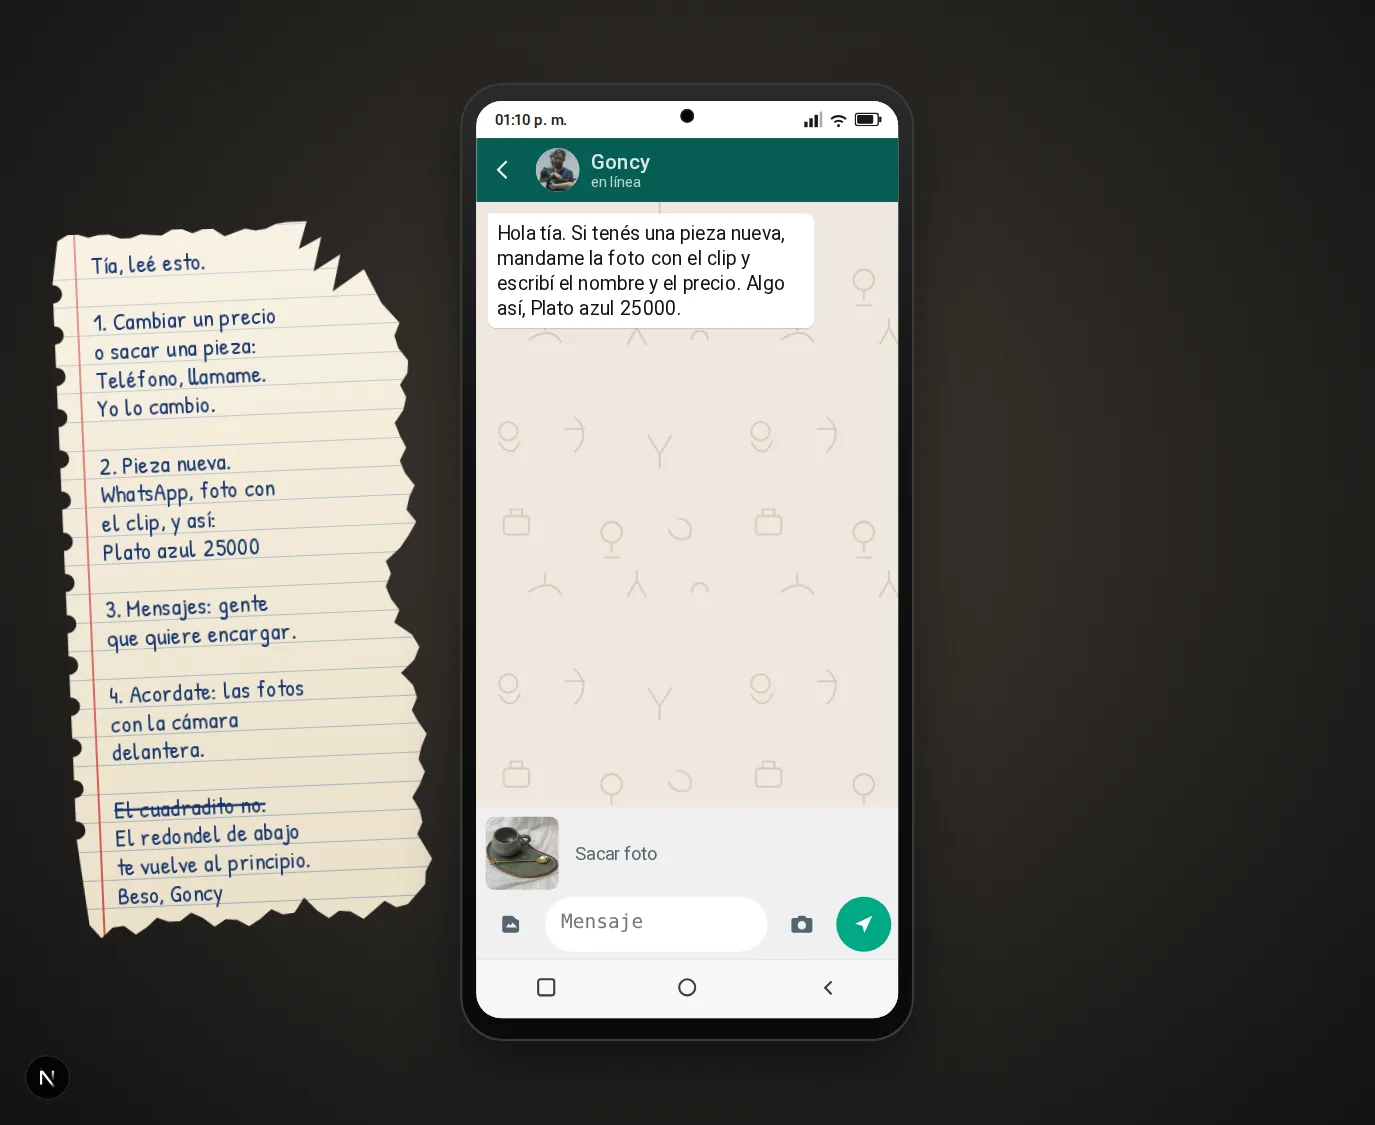 Tía, leé esto.
1. Cambiar un precio
o sacar una pieza:
Teléfono, llamame.
Yo lo cambio.
2. Pieza nueva.
WhatsApp, foto con
el clip, y así:
Plato azul 25000
3. Mensajes: gente
que quiere encargar.
4. Acordate: las fotos
con la cámara
delantera.
El cuadradito no:
El redondel de abajo
te vuelve al principio.
Beso, Goncy
01:10 p. m.
Goncy
en línea
Hola tía. Si tenés una pieza nueva,
mandame la foto con el clip y
escribí el nombre y el precio. Algo
así, Plato azul 25000.
Sacar foto
Mensaje
N